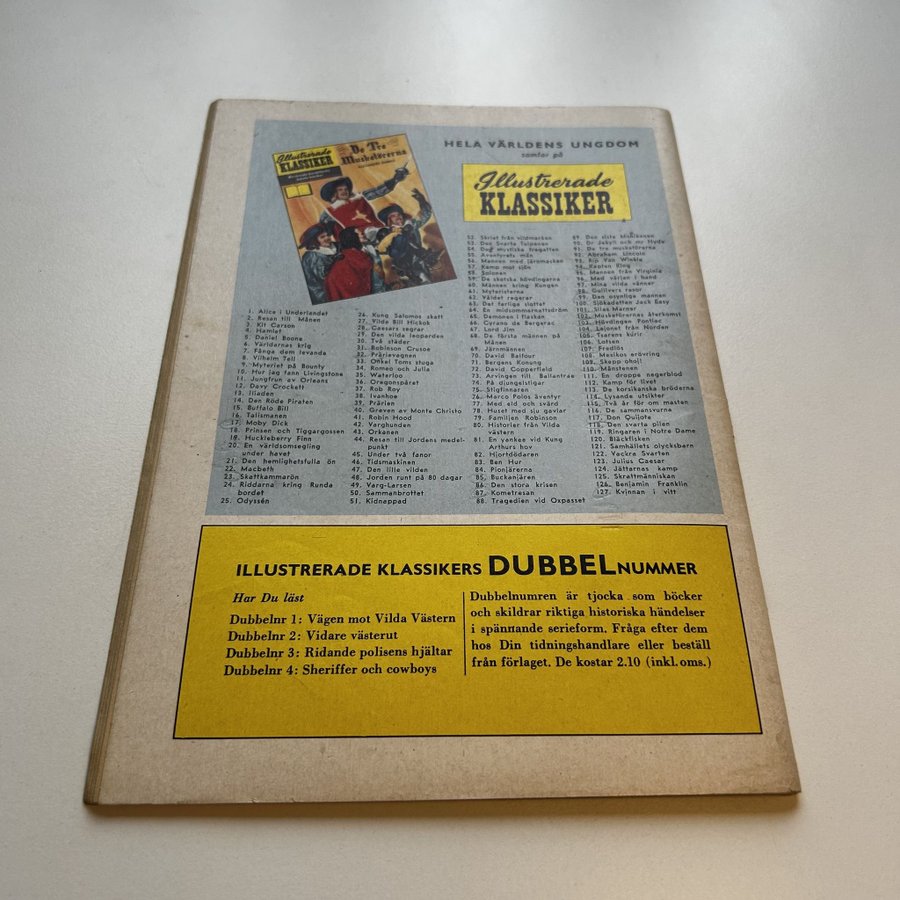 HELA VÄRLDENS UNGDOM
samlar på
Illustrerade
KLASSIKER
Illustrerade
KLASSIKER
De Tre
Musketörerna
1. Alice i Underlandet
2. Resan till Månen
3. Kit Carson
4. Hamlet
5. Daniel Boone
6. Världarnas krig
7. Fånga dem levande
8. Vilhelm Tell
9. Myteriet på Bounty
10. Hur jag fann Livingstone
11. Jungfrun av Orleans
12. Davy Crockett
13. Iliaden
14. Den Röde Piraten
15. Buffalo Bill
16. Talismanen
17. Moby Dick
18. Prinsen och Tiggargossen
19. Huckleberry Finn
20. En världsomsegling
under havet
21. Den hemlighetsfulla ön
22. Macbeth
23. Skattkammarön
24. Riddarna kring Runda
bordet
25. Odyssén
26. Kung Salomos skatt
27. Vilde Bill Hickok
28. Caesars segrar
29. Den vilda leoparden
30. Två städer
31. Robinson Crusoe
32. Prärievagnen
33. Onkel Toms stuga
34. Romeo och Julia
35. Waterloo
36. Oregonspåret
37. Rob Roy
38. Ivanhoe
39. Prärien
40. Greven av Monte Christo
41. Robin Hood
42. Varghunden
43. Orkanen
44. Resan till Jordens medel-
punkt
45. Under två fanor
46. Tidsmaskinen
47. Den lille vilden
48. Jorden runt på 80 dagar
49. Varg-Larsen
50. Sammanbrottet
51. Kidnappad
52. Skriet från vildmarken
53. Den Svarta Tulpanen
54. Den mystiska fregatten
55. Äventyrets män
56. Mannen med järnmasken
57. Kamp mot sjön
58. Spionen
59. De skotska hövdingarna
60. Männen kring Kungen
61. Myteristerna
62. Våldet regerar
63. Det farliga slottet
64. En midsommarnattsdröm
65. Demonen i flaskan
66. Cyrano de Bergerac
67. Lord Jim
68. De första männen på
Månen
69. Järnmannen
70. David Balfour
71. Bergens Konung
72. David Copperfield
73. Arvingen till Ballantrae
74. På djungelstigar
75. Stigfinnaren
76. Marco Polos äventyr
77. Med eld och svärd
78. Huset med sju gavlar
79. Familjen Robinson
80. Historier från Vilda
västern
81. En yankee vid Kung
Arthurs hov
82. Hjortdödaren
83. Ben Hur
84. Pionjärerna
85. Buckanjären
86. Den stora krisen
87. Kometresan
88. Tragedien vid Oxpasset
89. Den siste Mohikanen
90. Dr Jekyll och mr Hyde
91. De tre musketörerna
92. Abraham Lincoln
93. Rip Van Winkle
94. Kapten King
95. Mannen från Virginia
96. Med värjan i hand
97. Mina vilda vänner
98. Gullivers resor
99. Den osynlige mannen
100. Sjökadetten Jack Easy
101. Silas Marner
102. Musketörernas återkomst
103. Hövdingen Pontiac
104. Lejonet från Norden
105. Tsarens kurir
106. Lotsen
107. Fredlös
108. Mexikos erövring
109. Skepp ohoj!
110. Månstenen
111. En droppe negerblod
112. Kamp för livet
113. De korsikanska bröderna
114. Lysande utsikter
115. Två år för om masten
116. De sammansvurna
117. Don Quijote
118. Den svarta pilen
119. Ringaren i Notre Dame
120. Bläckfisken
121. Samhällets olycksbarn
122. Vackra Svarten
123. Julius Caesar
124. Jättarnas kamp
125. Skrattmänniskan
126. Benjamin Franklin
127. Kvinnan i vitt
ILLUSTRERADE KLASSIKERS DUBBELNUMMER
Har Du läst
Dubbelnr 1: Vägen mot Vilda Västern
Dubbelnr 2: Vidare västerut
Dubbelnr 3: Ridande polisens hjältar
Dubbelnr 4: Sheriffer och cowboys
Dubbelnumren är tjocka som böcker
och skildrar riktiga historiska händelser
i spännande serieform. Fråga efter dem
hos Din tidningshandlare eller beställ
från förlaget. De kostar 2.10 (inkl.oms.)